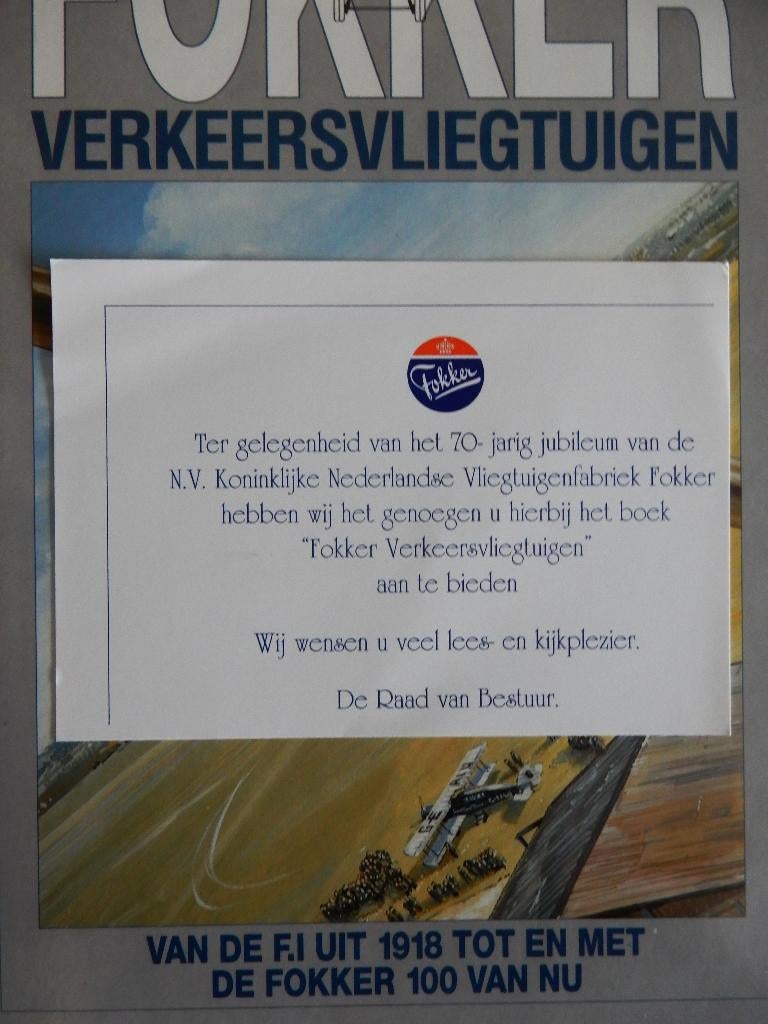 FOKKER
VERKEERSVLIEGTUIGEN
Fokker
Ter gelegenheid van het 70- jarig jubileum van de
N.V. Koninklijke Nederlandse Vliegtuigenfabriek Fokker
hebben wij het genoegen u hierbij het boek
“Fokker Verkeersvliegtuigen”
aan te bieden
Wij wensen u veel lees- en kijkplezier.
De Raad van Bestuur.
VAN DE F.I UIT 1918 TOT EN MET
DE FOKKER 100 VAN NU